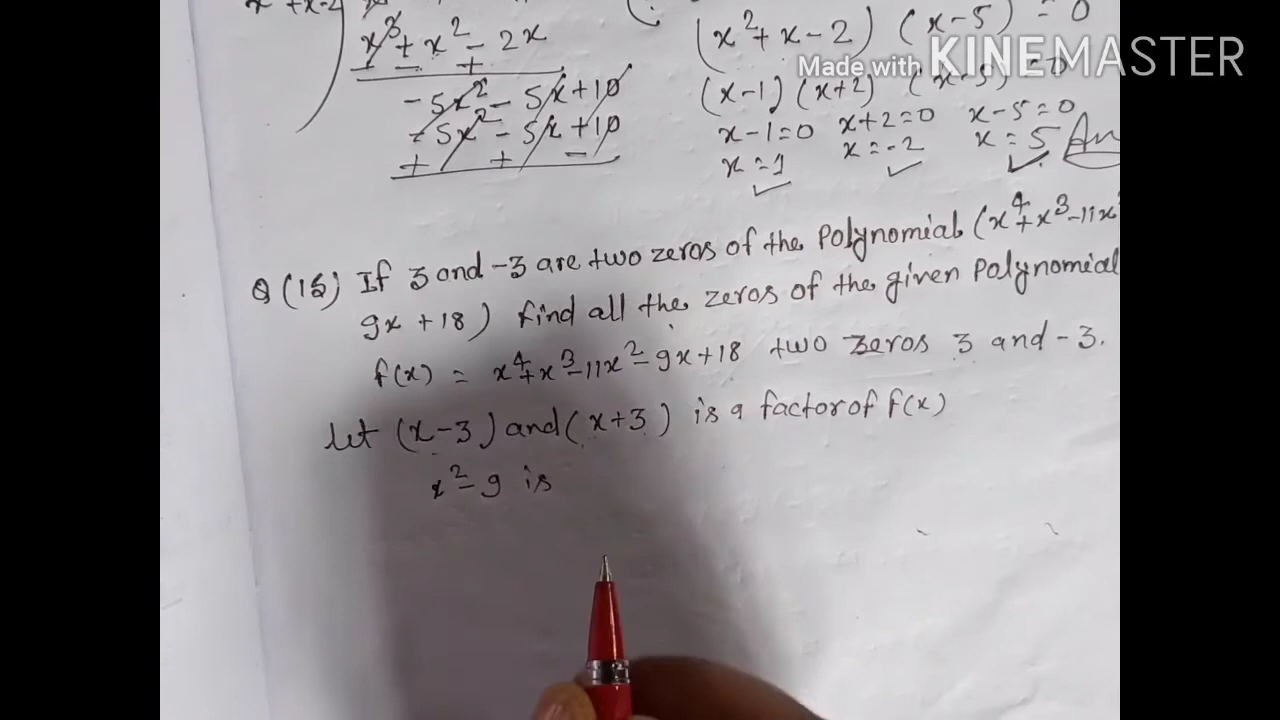 x³ + x² - 2x
- + - +
- 5x² - 5x + 10
- 5x² - 5x + 10
+ + -
(x² + x - 2) (x - 5) = 0
(x-1) (x+2) (x-5) = 0
x-1=0 x+2=0 x-5=0
x=1 x=-2 x=5 Ans
Made with KINEMASTER
Q (15) If 3 and -3 are two zeros of the Polynomial (x⁴+x³-11x²
9x + 18) find all the zeros of the given Polynomial
f(x) = x⁴+x³-11x²-9x+18 two zeros 3 and -3.
let (x-3) and (x+3) is a factor of f(x)
x²-9 is